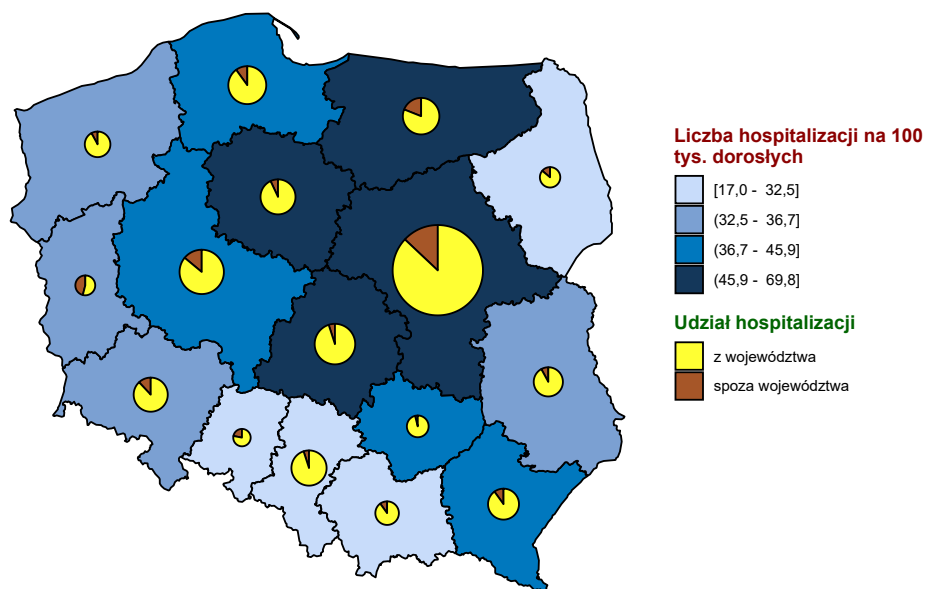 Liczba hospitalizacji na 100
tys. dorosłych
[17,0 - 32,5]
(32,5 - 36,7]
(36,7 - 45,9]
(45,9 - 69,8]
Udział hospitalizacji
z województwa
spoza województwa